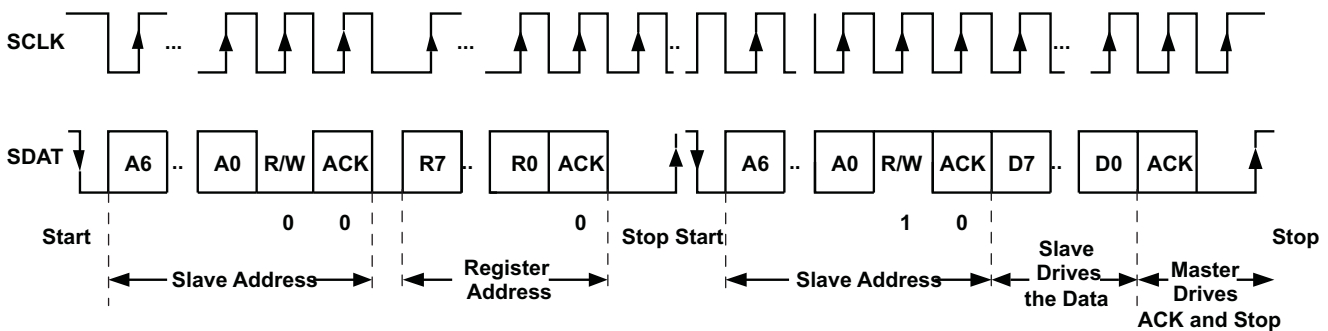 SCLK ... ... .. ...
SDAT A6 .. A0 R/W ACK R7 .. R0 ACK A6 .. A0 R/W ACK D7 .. D0 ACK
0 0 0 1 0
Start Stop Start Stop
Slave Address
Register
Address
Slave Address
Slave
Drives
the Data
Master
Drives
ACK and Stop